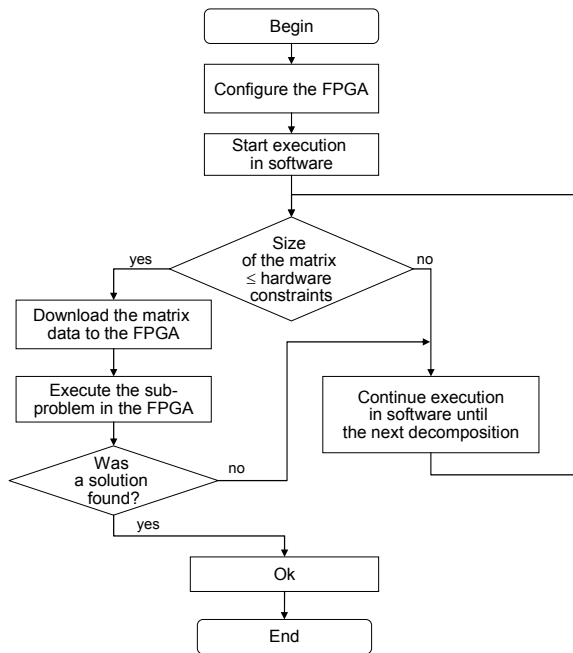 Begin
Configure the FPGA
Start execution
in software
Size
of the matrix
≤ hardware
constraints
yes
no
Download the matrix
data to the FPGA
Execute the sub-
problem in the FPGA
Continue execution
in software until
the next decomposition
Was
a solution
found?
no
yes
Ok
End